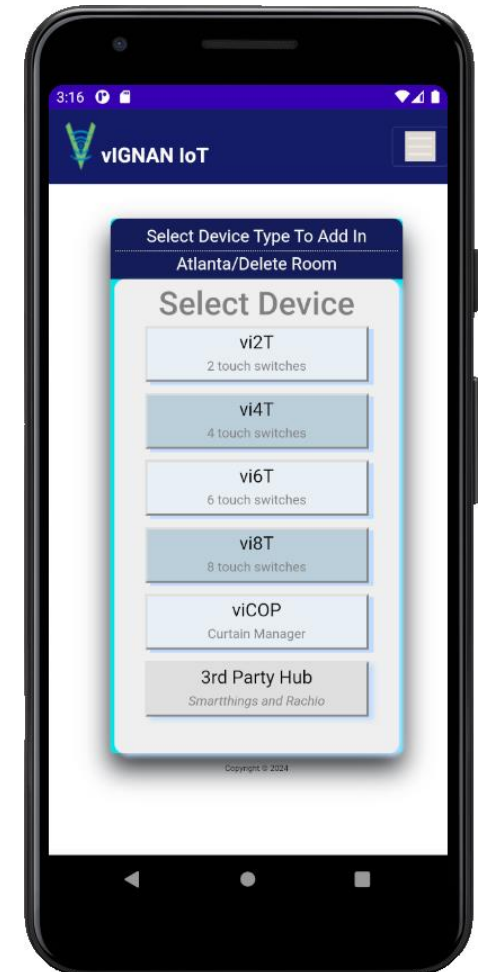 3:16
vIGNAN IoT
Select Device Type To Add In
Atlanta/Delete Room
Select Device
vi2T
2 touch switches
vi4T
4 touch switches
vi6T
6 touch switches
vi8T
8 touch switches
viCOP
Curtain Manager
3rd Party Hub
Smartthings and Rachio
Copyright © 2024